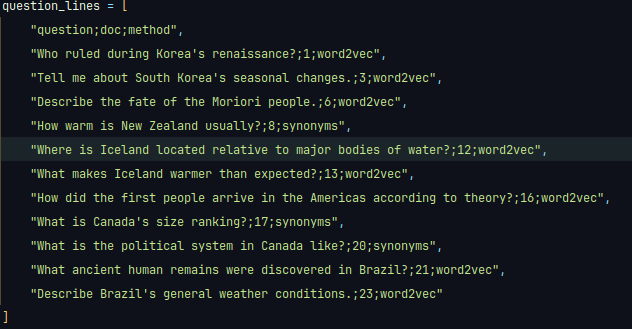 question_lines = [
"question;doc;method",
"Who ruled during Korea's renaissance?;1;word2vec",
"Tell me about South Korea's seasonal changes.;3;word2vec",
"Describe the fate of the Moriori people.;6;word2vec",
"How warm is New Zealand usually?;8;synonyms",
"Where is Iceland located relative to major bodies of water?;12;word2vec",
"What makes Iceland warmer than expected?;13;word2vec",
"How did the first people arrive in the Americas according to theory?;16;word2vec",
"What is Canada's size ranking?;17;synonyms",
"What is the political system in Canada like?;20;synonyms",
"What ancient human remains were discovered in Brazil?;21;word2vec",
"Describe Brazil's general weather conditions.;23;word2vec"
]